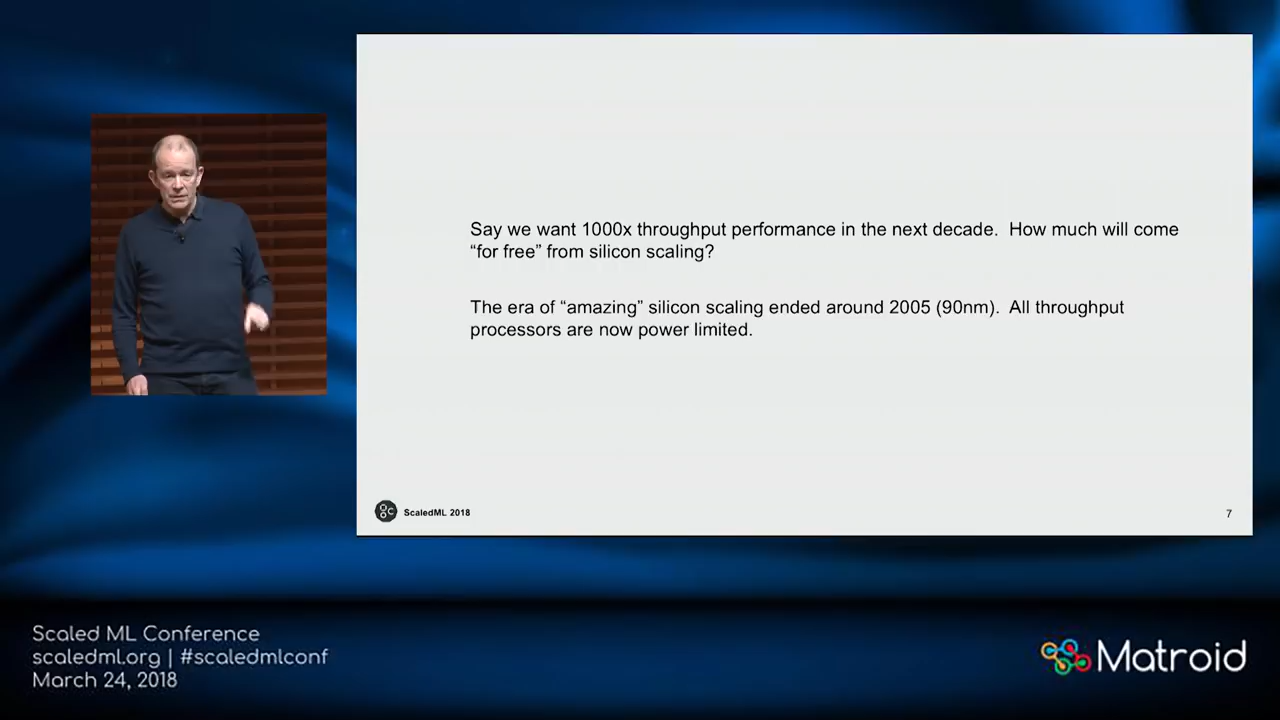 Say we want 1000x throughput performance in the next decade.  How much will come
“for free” from silicon scaling?
The era of “amazing” silicon scaling ended around 2005 (90nm).  All throughput
processors are now power limited.
ScaledML 2018
7
Scaled ML Conference
scaledml.org | #scaledmlconf
March 24, 2018
Matroid